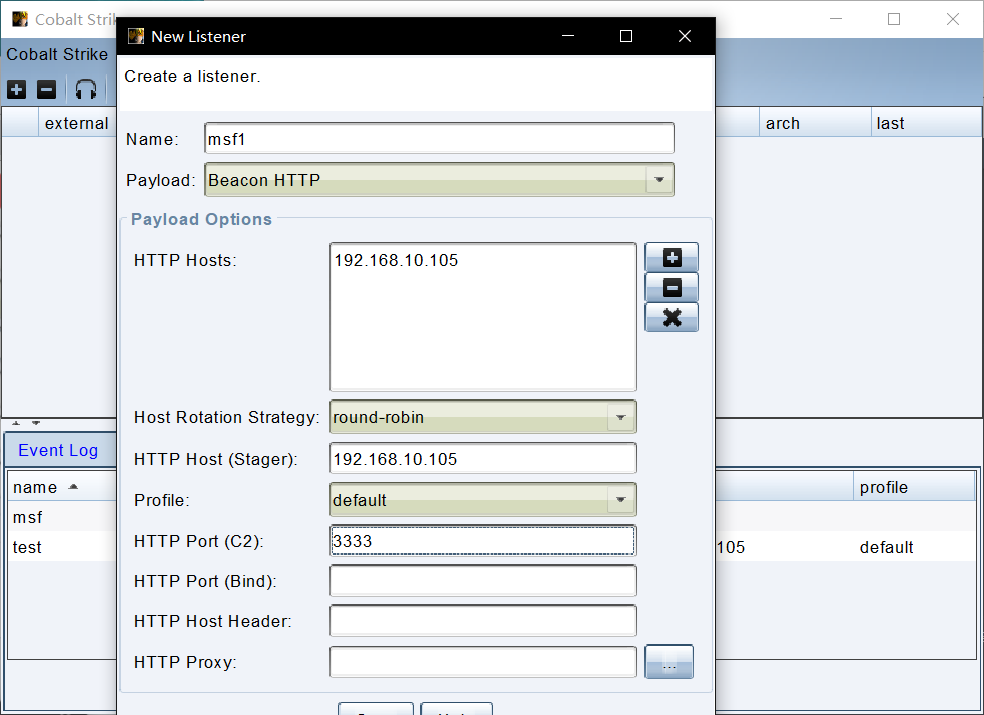 Cobalt Strik
New Listener
Cobalt Strike
Create a listener.
external
arch
last
Name:
msf1
Payload:
Beacon HTTP
Payload Options
HTTP Hosts:
192.168.10.105
Host Rotation Strategy:
round-robin
HTTP Host (Stager):
192.168.10.105
Profile:
default
HTTP Port (C2):
3333
HTTP Port (Bind):
HTTP Host Header:
HTTP Proxy:
...
Event Log
name
profile
msf
test
105
default